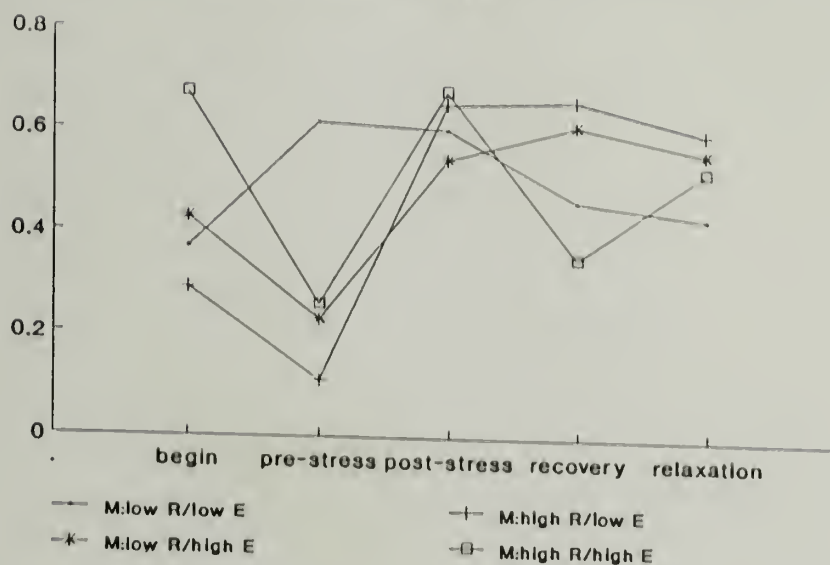 0.8
0.6
0.4
0.2
0
begin pre-stress post-stress recovery relaxation
M:low R/low E M:high R/low E
M:low R/high E M:high R/high E